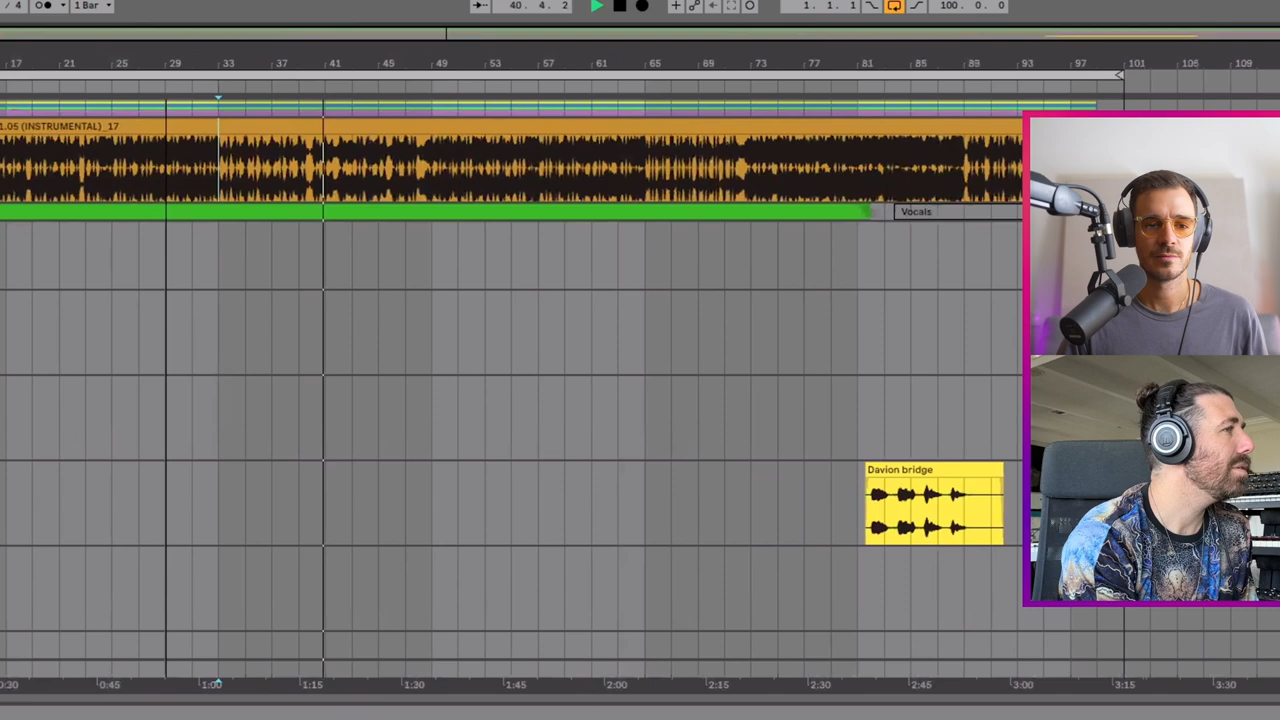 / 4 1 Bar 40. 4. 2 1. 1. 1 100. 0. 0
17 21 25 29 33 37 41 45 49 53 57 61 65 69 73 77 81 85 89 93 97 101 105 109
1.05 (INSTRUMENTAL)_17
Vocals
Davion bridge
0:30 0:45 1:00 1:15 1:30 1:45 2:00 2:15 2:30 2:45 3:00 3:15 3:30